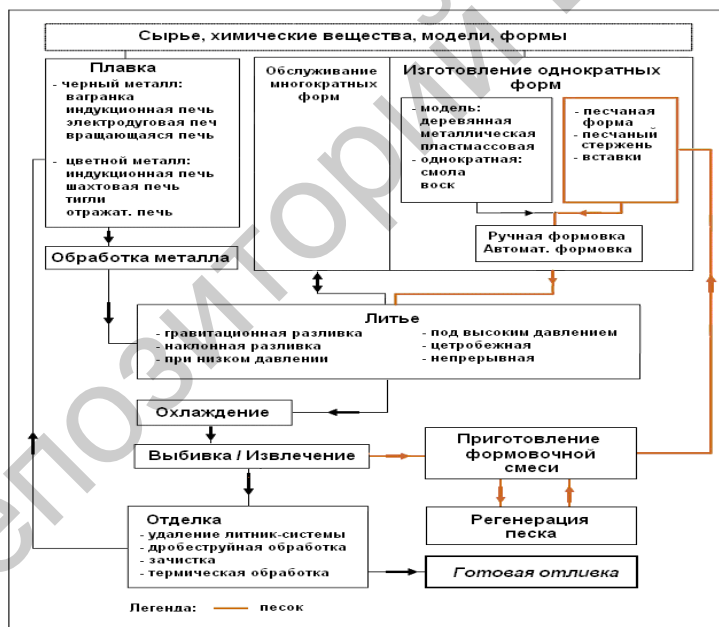 Сырье, химические вещества, модели, формы
Плавка
- черный металл:
вагранка
индукционная печь
электродуговая печ
вращающаяся печь
- цветной металл:
индукционная печь
шахтовая печь
тигли
отражат. печь
Обслуживание
многократных
форм
Изготовление однократных
форм
- модель:
деревянная
металлическая
пластмассовая
- однократная:
смола
воск
- песчаная
форма
- песчаный
стержень
- вставки
Ручная формовка
Автомат. формовка
Обработка металла
Литье
- гравитационная разливка
- наклонная разливка
- при низком давлении
- под высоким давлением
- цетробежная
- непрерывная
Охлаждение
Выбивка / Извлечение
Приготовление
формовочной
смеси
Регенерация
песка
Отделка
- удаление литник-системы
- дробеструйная обработка
- зачистка
- термическая обработка
Готовая отливка
Легенда: песок
епозиторий